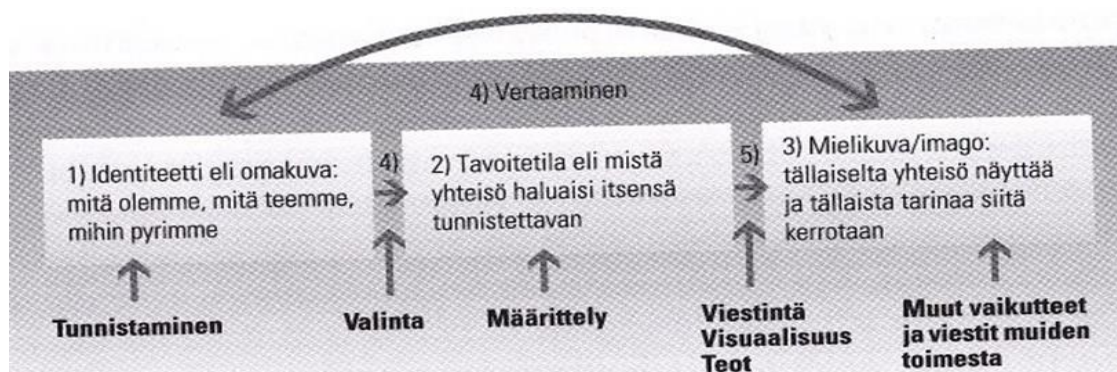 4) Vertaaminen
1) Identiteetti eli omakuva:
mitä olemme, mitä teemme,
mihin pyrimme
4)
2) Tavoitetila eli mistä
yhteisö haluaisi itsensä
tunnistettavan
5)
3) Mielikuva/imago:
tällaiselta yhteisö näyttää
ja tällaista tarinaa siitä
kerrotaan
Tunnistaminen
Valinta
Määrittely
Viestintä
Visuaalisuus
Teot
Muut vaikutteet
ja viestit muiden
toimesta